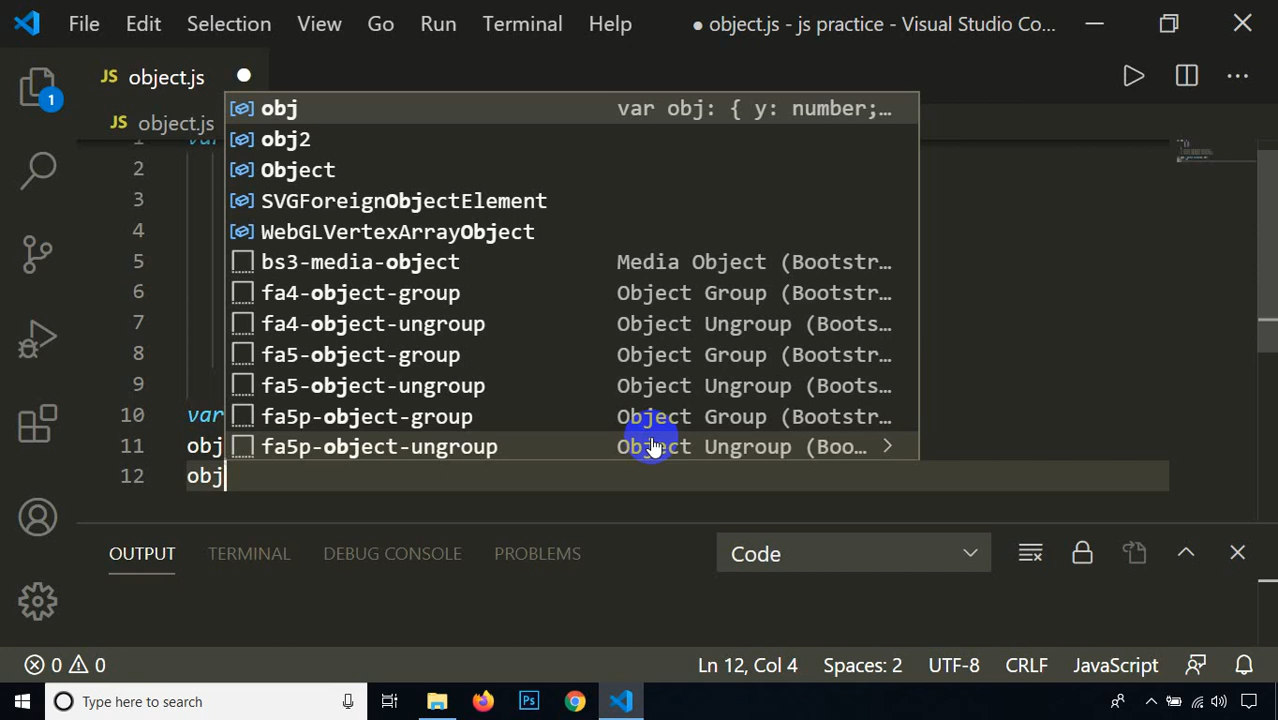 File Edit Selection View Go Run Terminal Help ● object.js - js practice - Visual Studio Co...
JS object.js ●
JS object.js
1
2
3
4
5
6
7
8
9
10 var
11 obj
12 obj
obj var obj: { y: number;...
obj2
Object
SVGForeignObjectElement
WebGLVertexArrayObject
bs3-media-object Media Object (Bootstr...
fa4-object-group Object Group (Bootstr...
fa4-object-ungroup Object Ungroup (Boots...
fa5-object-group Object Group (Bootstr...
fa5-object-ungroup Object Ungroup (Boots...
fa5p-object-group Object Group (Bootstr...
fa5p-object-ungroup Object Ungroup (Boo...
OUTPUT TERMINAL DEBUG CONSOLE PROBLEMS Code
0 0 Ln 12, Col 4 Spaces: 2 UTF-8 CRLF JavaScript
Type here to search Ps